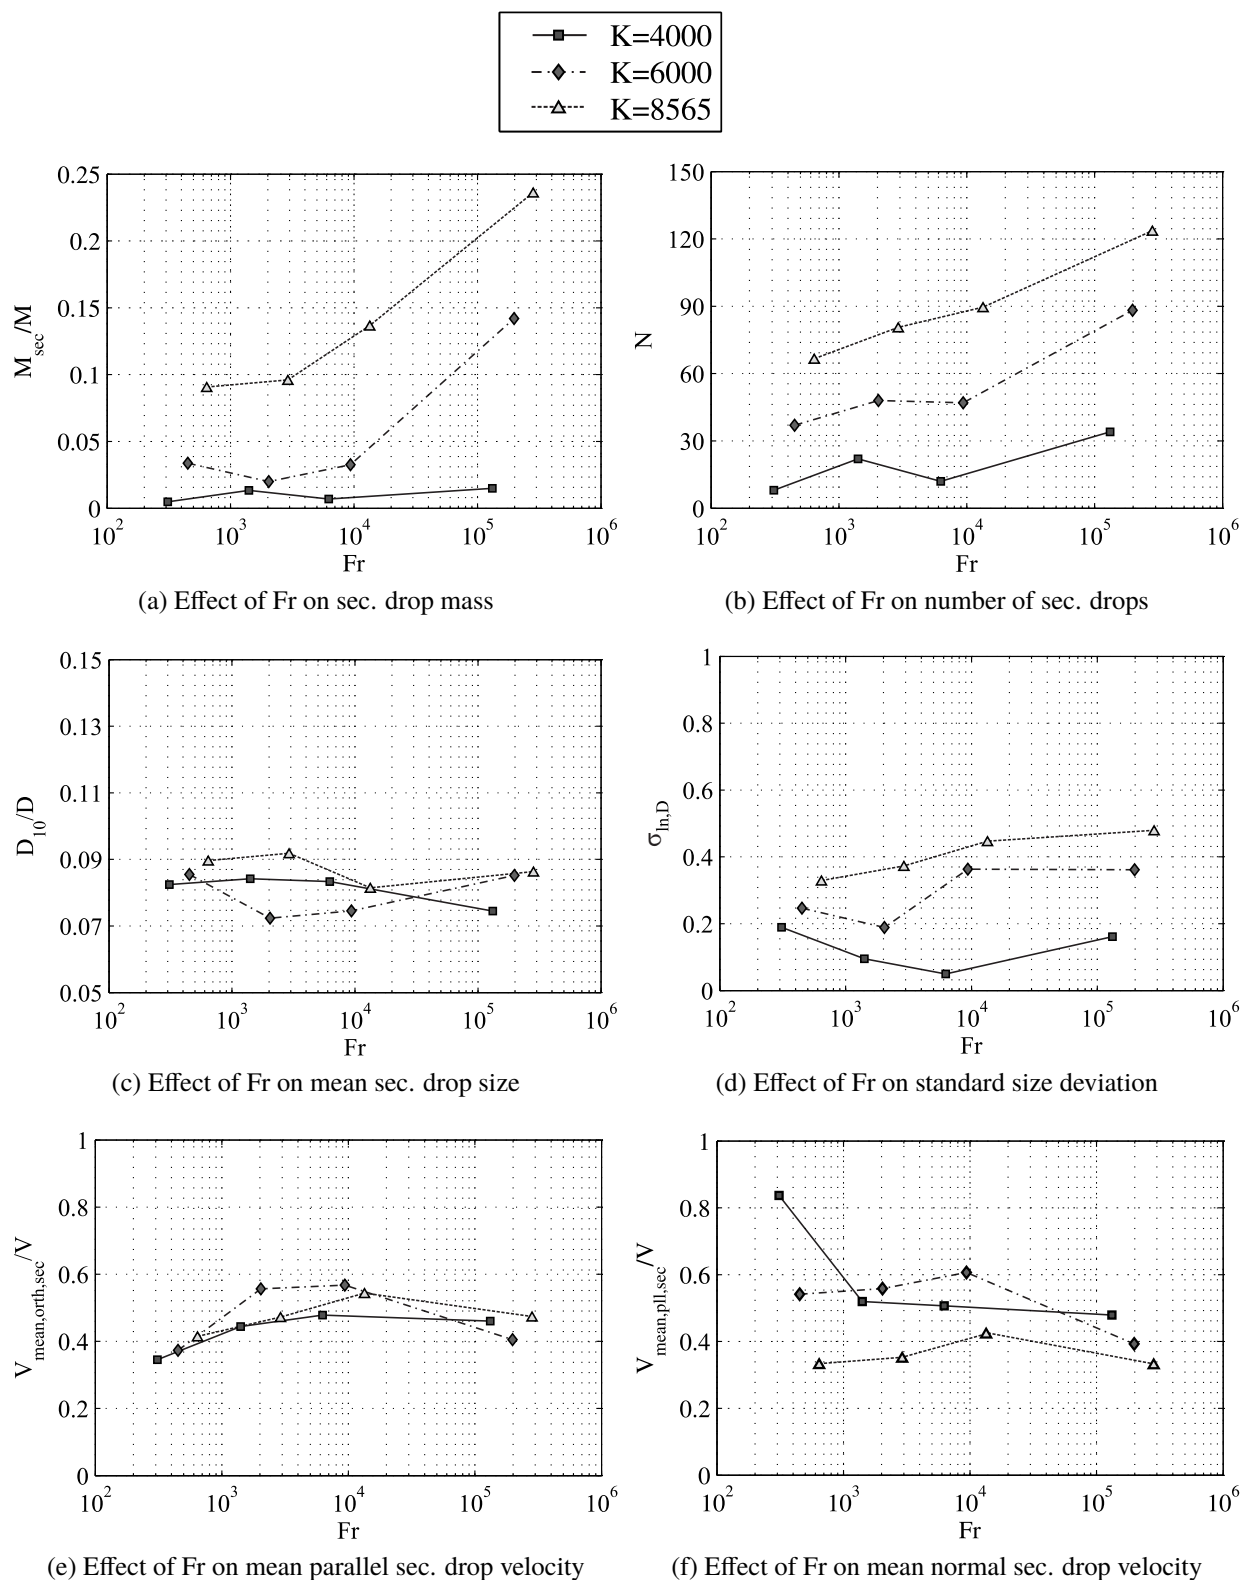 K=4000
K=6000
K=8565
0.25
0.2
0.15
0.1
0.05
0
M_sec/M
10^2 10^3 10^4 10^5 10^6
Fr
(a) Effect of Fr on sec. drop mass
150
120
90
60
30
0
N
10^2 10^3 10^4 10^5 10^6
Fr
(b) Effect of Fr on number of sec. drops
0.15
0.13
0.11
0.09
0.07
0.05
D_10/D
10^2 10^3 10^4 10^5 10^6
Fr
(c) Effect of Fr on mean sec. drop size
1
0.8
0.6
0.4
0.2
0
σ_ln,D
10^2 10^3 10^4 10^5 10^6
Fr
(d) Effect of Fr on standard size deviation
1
0.8
0.6
0.4
0.2
0
V_mean,orth,sec/V
10^2 10^3 10^4 10^5 10^6
Fr
(e) Effect of Fr on mean parallel sec. drop velocity
1
0.8
0.6
0.4
0.2
0
V_mean,pll,sec/V
10^2 10^3 10^4 10^5 10^6
Fr
(f) Effect of Fr on mean normal sec. drop velocity